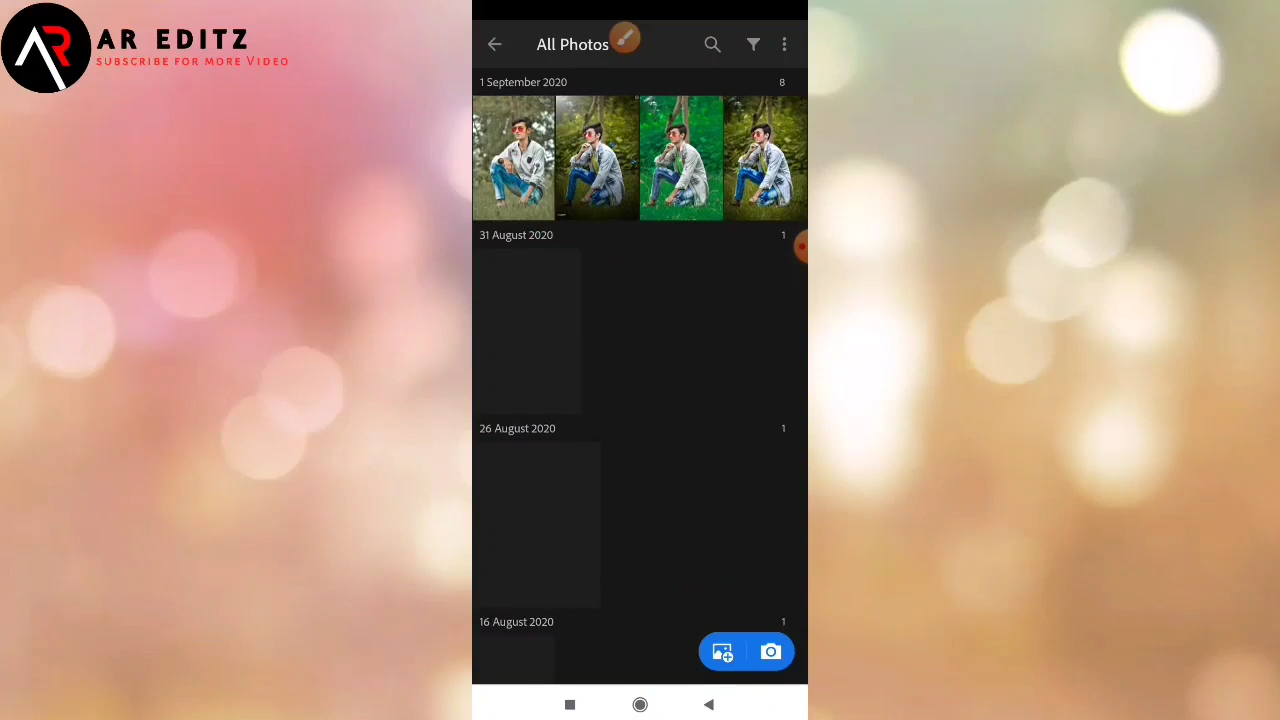 AR EDITZ
SUBSCRIBE FOR MORE VIDEO
All Photos
1 September 2020 8
31 August 2020 1
26 August 2020 1
16 August 2020 1